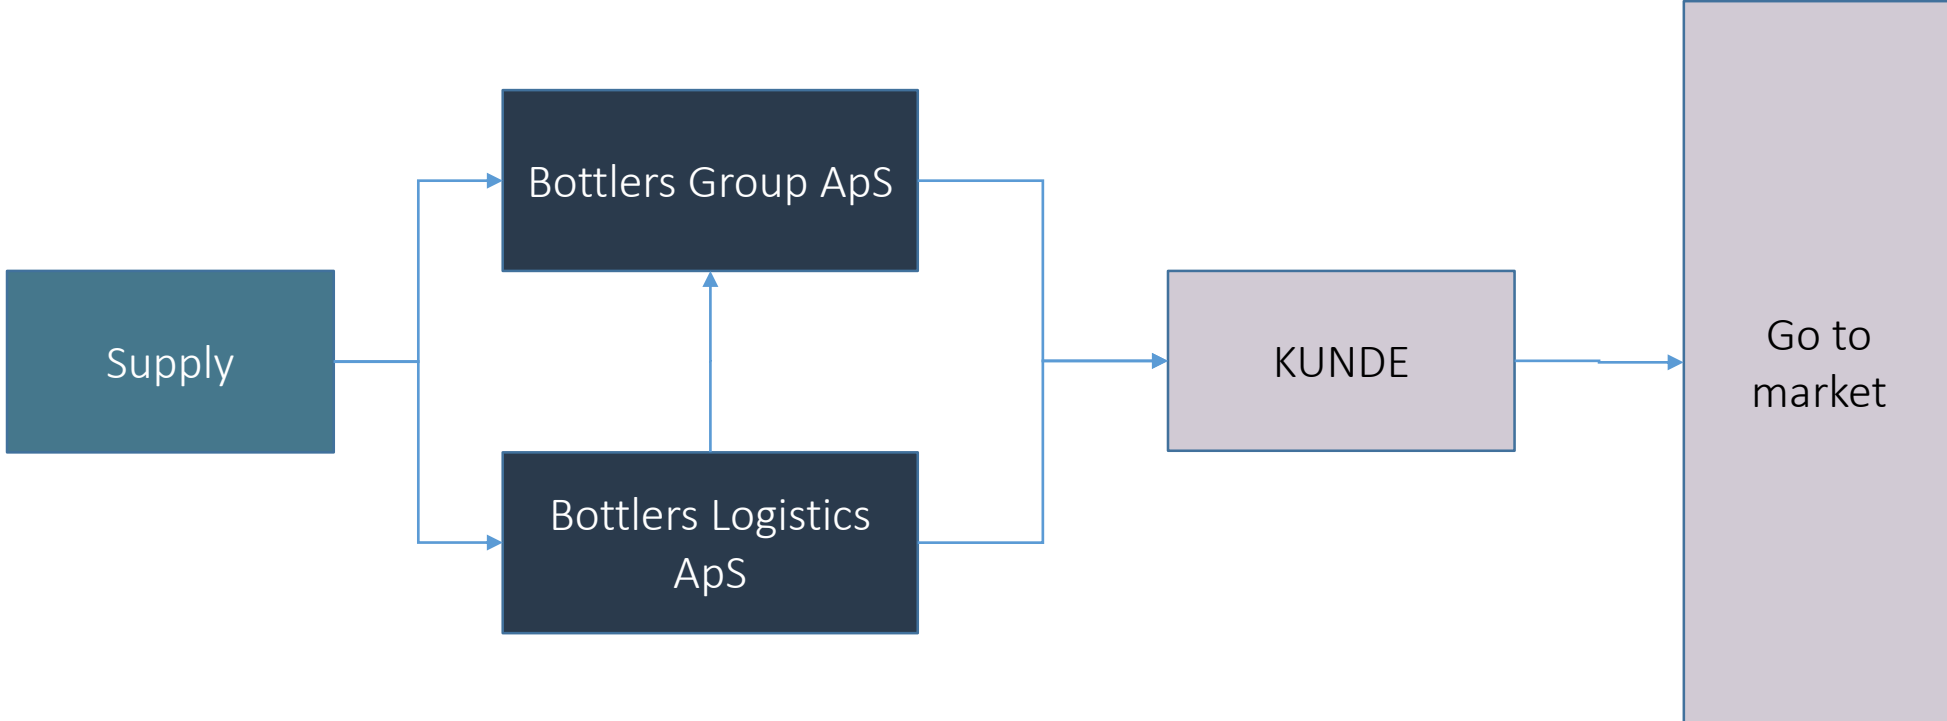 Bottlers Group ApS
Supply
Bottlers Logistics
ApS
KUNDE
Go to
market